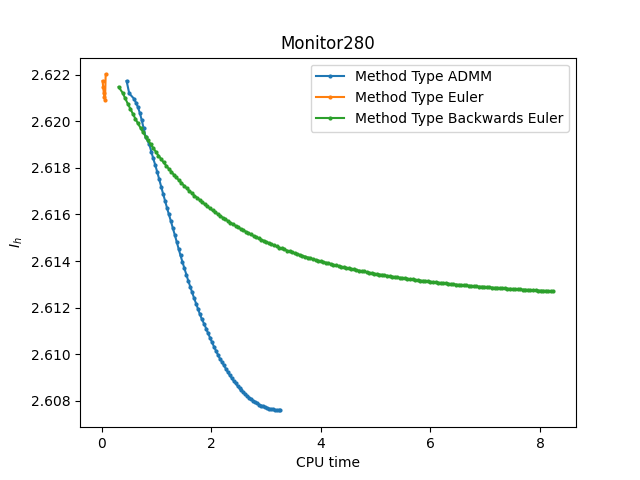 Monitor280
Method Type ADMM
Method Type Euler
Method Type Backwards Euler
2.622
2.620
2.618
2.616
2.614
2.612
2.610
2.608
I_h
0 2 4 6 8
CPU time